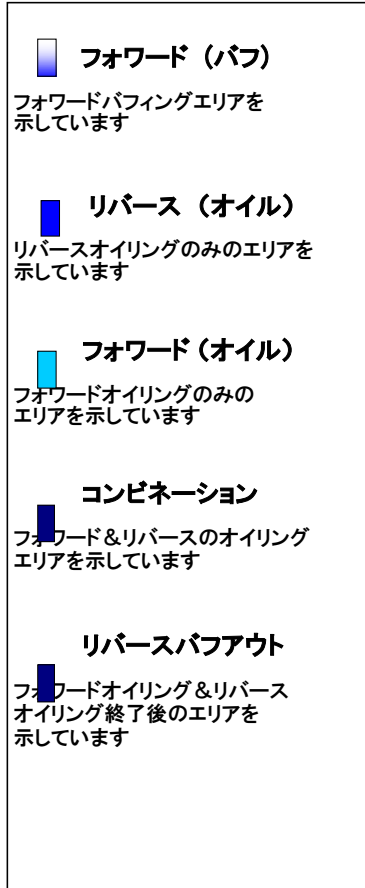 フォワード（バフ）
フォワードバフィングエリアを
示しています
リバース（オイル）
リバースオイリングのみのエリアを
示しています
フォワード（オイル）
フォワードオイリングのみの
エリアを示しています
コンビネーション
フォワード＆リバースのオイリング
エリアを示しています
リバースバフアウト
フォワードオイリング＆リバース
オイリング終了後のエリアを
示しています